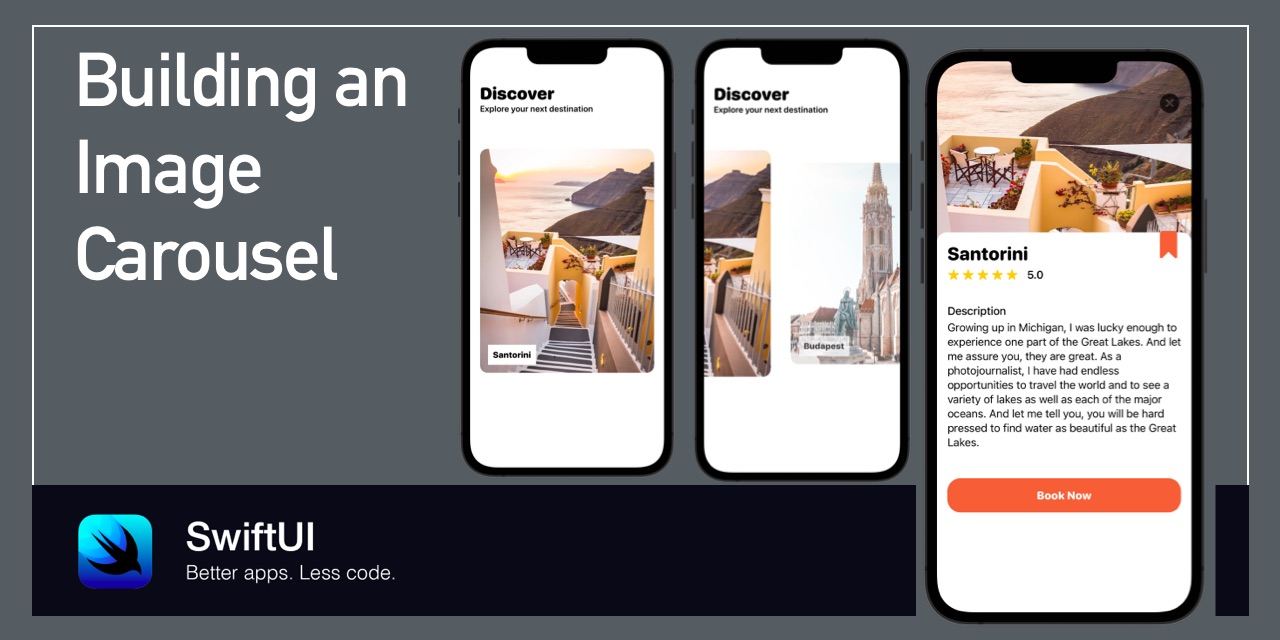 Building an
Image
Carousel
Discover
Explore your next destination
Santorini
Discover
Explore your next destination
Budapest
Santorini
5.0
Description
Growing up in Michigan, I was lucky enough to
experience one part of the Great Lakes. And let
me assure you, they are great. As a
photojournalist, I have had endless
opportunities to travel the world and to see a
variety of lakes as well as each of the major
oceans. And let me tell you, you will be hard
pressed to find water as beautiful as the Great
Lakes.
Book Now
SwiftUI
Better apps. Less code.